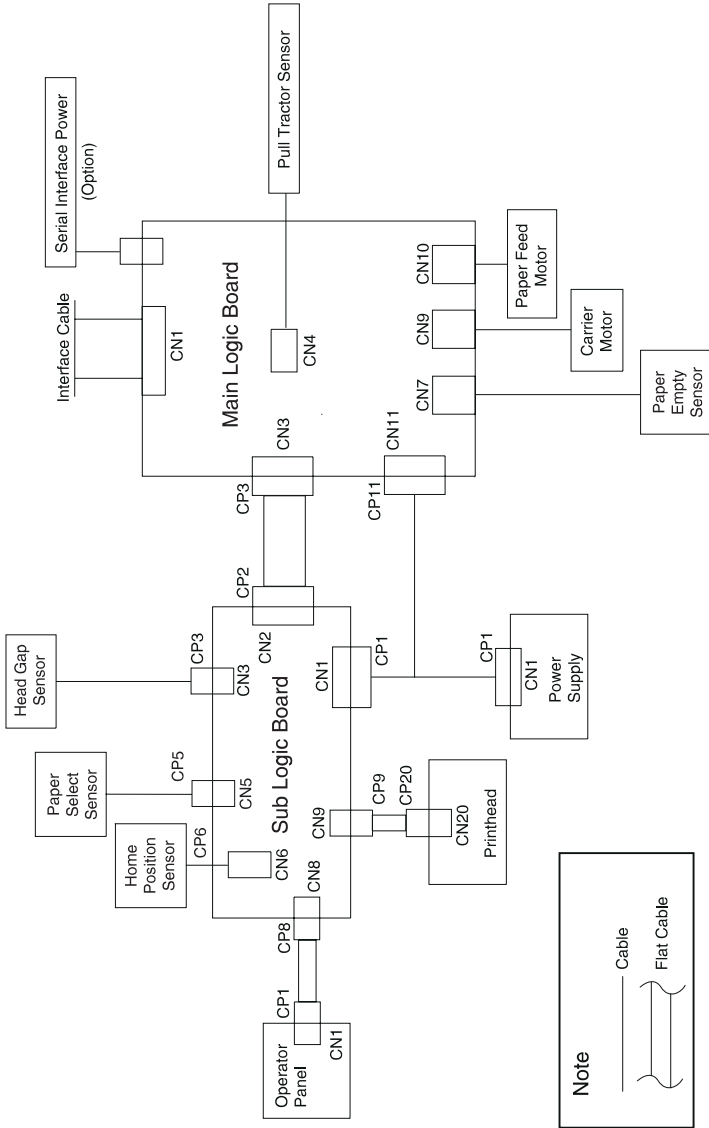 Serial Interface Power
(Option)
Interface Cable
CN1
Pull Tractor Sensor
Main Logic Board
CN4
CN3
CP3
CN11
CP11
CN7
CN9
CN10
Paper Feed
Motor
Carrier
Motor
Paper
Empty
Sensor
CP2
CN2
Head Gap
Sensor
CP3
CN3
Paper
Select
Sensor
CP5
CN5
Home
Position
Sensor
CP6
CN6
Sub Logic Board
CN1
CP1
CP1
CN1
Power
Supply
CN9
CP9
CP20
CN20
Printhead
CN8
CP8
CP1
CN1
Operator
Panel
Note
Cable
Flat Cable